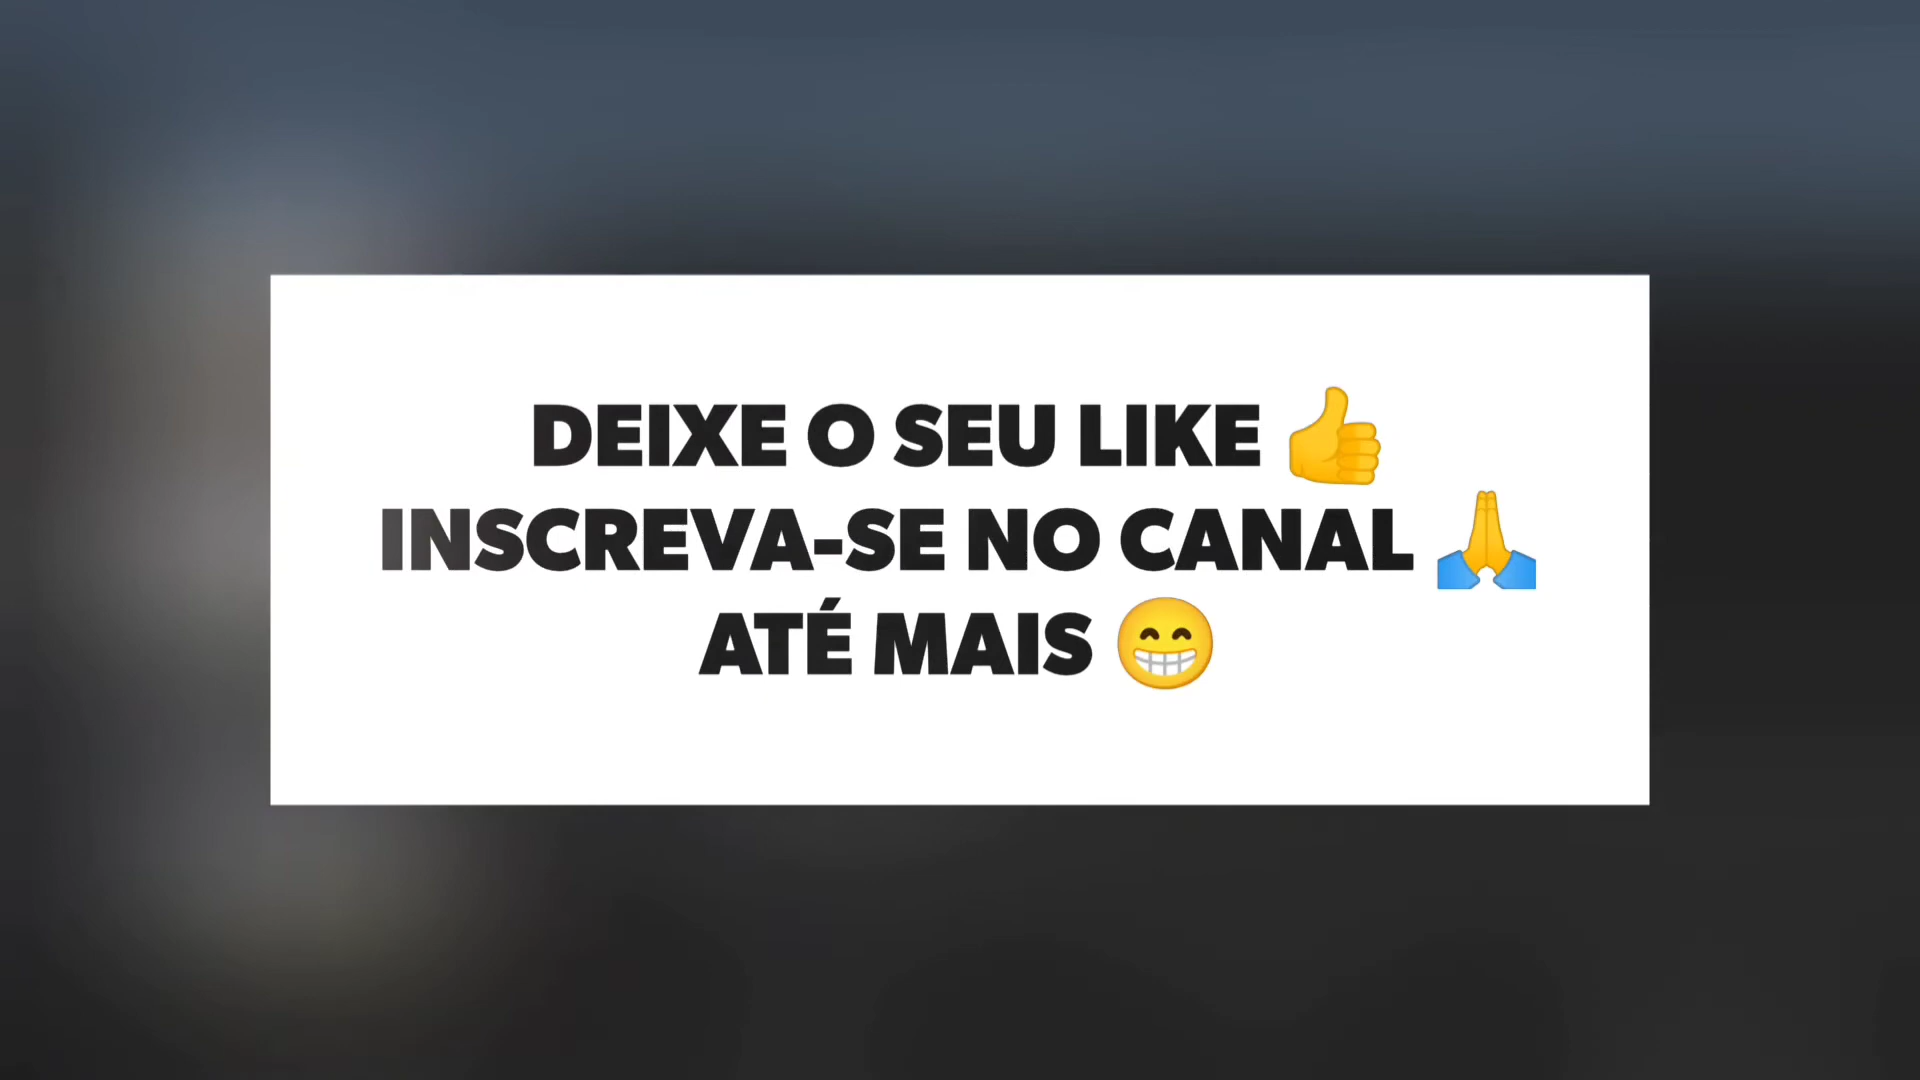 DEIXE O SEU LIKE 👍
INSCREVA-SE NO CANAL 🙏
ATÉ MAIS 😁